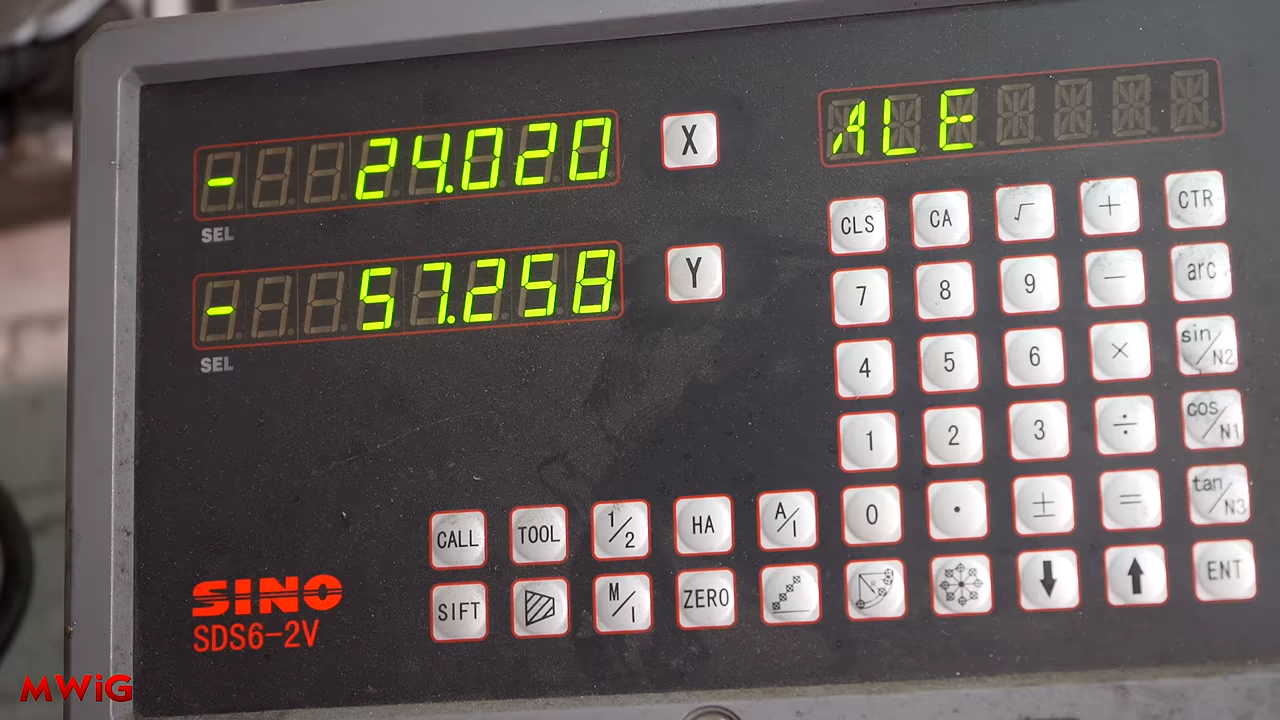 - 24.020
X
ALE
SEL
- 57.258
Y
SEL
CLS CA √ + CTR
7 8 9 — arc
4 5 6 × sin/N2
1 2 3 ÷ cos/N1
CALL TOOL 1/2 HA A/I 0 . ± = tan/N3
SIFT M/I ZERO R ⬇ ⬆ ENT
SINO
SDS6-2V
MWiG